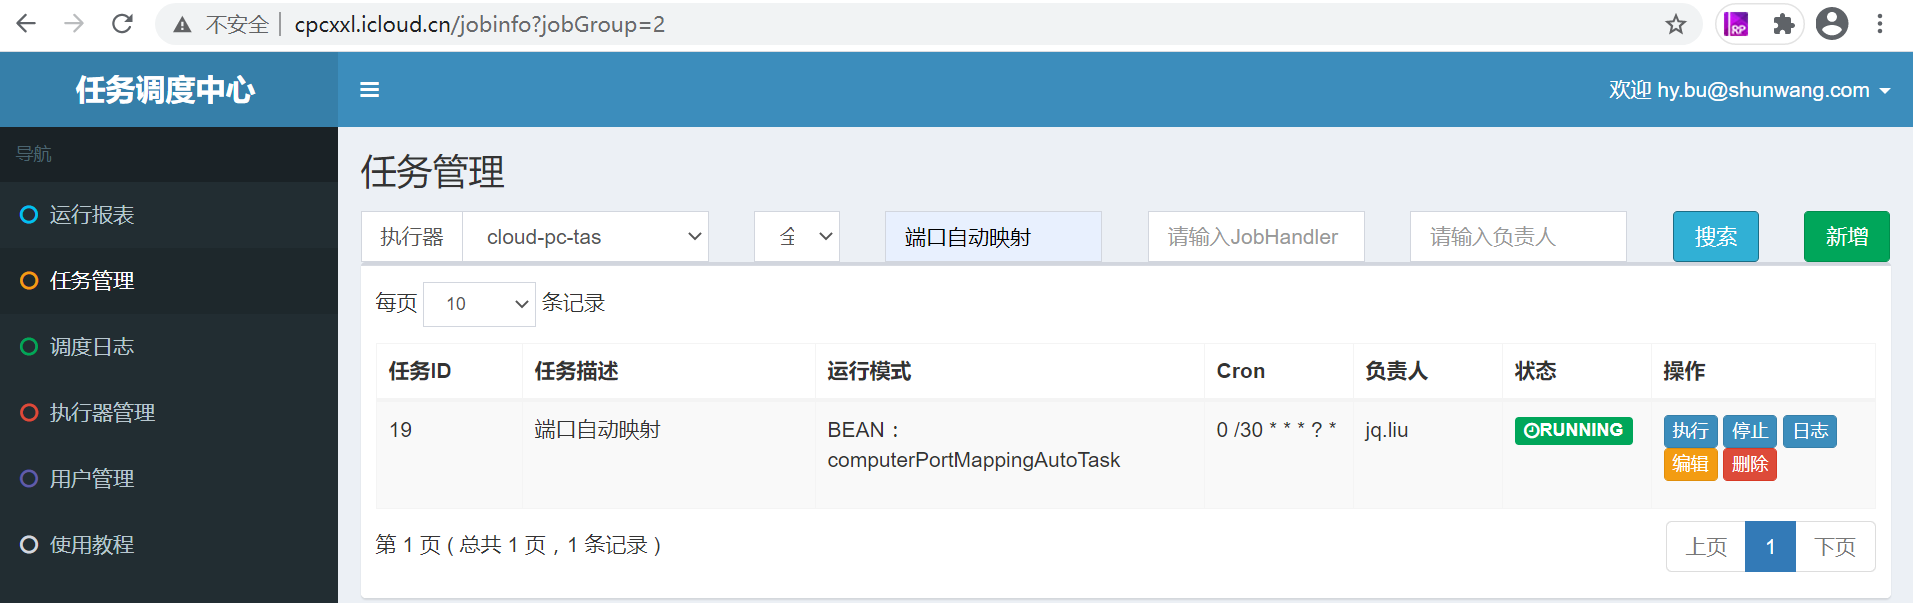 不安全 cpcxxl.icloud.cn/jobinfo?jobGroup=2
RP
任务调度中心
欢迎 hy.bu@shunwang.com
导航
运行报表
任务管理
调度日志
执行器管理
用户管理
使用教程
任务管理
执行器 cloud-pc-tas 全 端口自动映射 请输入JobHandler 请输入负责人 搜索 新增
每页 10 条记录
任务ID 任务描述 运行模式 Cron 负责人 状态 操作
19 端口自动映射 BEAN： 0 /30 * * * ? * jq.liu RUNNING 执行 停止 日志
computerPortMappingAutoTask 编辑 删除
第 1 页 ( 总共 1 页，1 条记录 ) 上页 1 下页